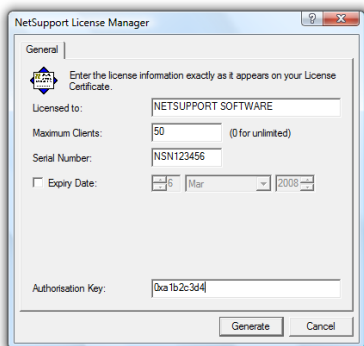 NetSupport License Manager
General
Enter the license information exactly as it appears on your License
Certificate.
Licensed to: NETSUPPORT SOFTWARE
Maximum Clients: 50 (0 for unlimited)
Serial Number: NSN123456
Expiry Date: 6 Mar 2008
Authorisation Key: 0xa1b2c3d4
Generate Cancel